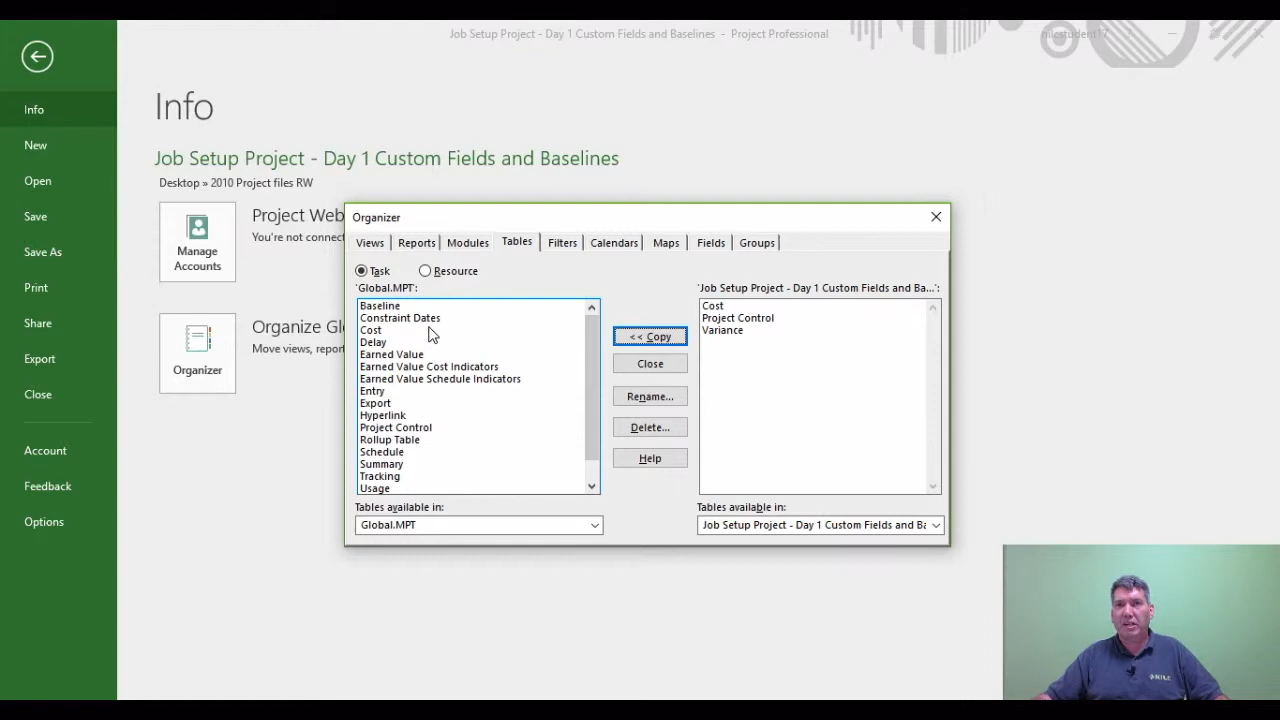 Job Setup Project - Day 1 Custom Fields and Baselines - Project Professional
Info
New
Open
Save
Save As
Print
Share
Export
Close
Account
Feedback
Options
Info
Job Setup Project - Day 1 Custom Fields and Baselines
Desktop » 2010 Project files RW
Manage
Accounts
Project Web
You're not connect
Organizer
Organize Gl
Move views, report
Organizer
Views
Reports
Modules
Tables
Filters
Calendars
Maps
Fields
Groups
Task
Resource
'Global.MPT':
Baseline
Constraint Dates
Cost
Delay
Earned Value
Earned Value Cost Indicators
Earned Value Schedule Indicators
Entry
Export
Hyperlink
Project Control
Rollup Table
Schedule
Summary
Tracking
Usage
Tables available in:
Global.MPT
<< Copy
Close
Rename...
Delete...
Help
'Job Setup Project - Day 1 Custom Fields and Ba...':
Cost
Project Control
Variance
Tables available in:
Job Setup Project - Day 1 Custom Fields and Ba